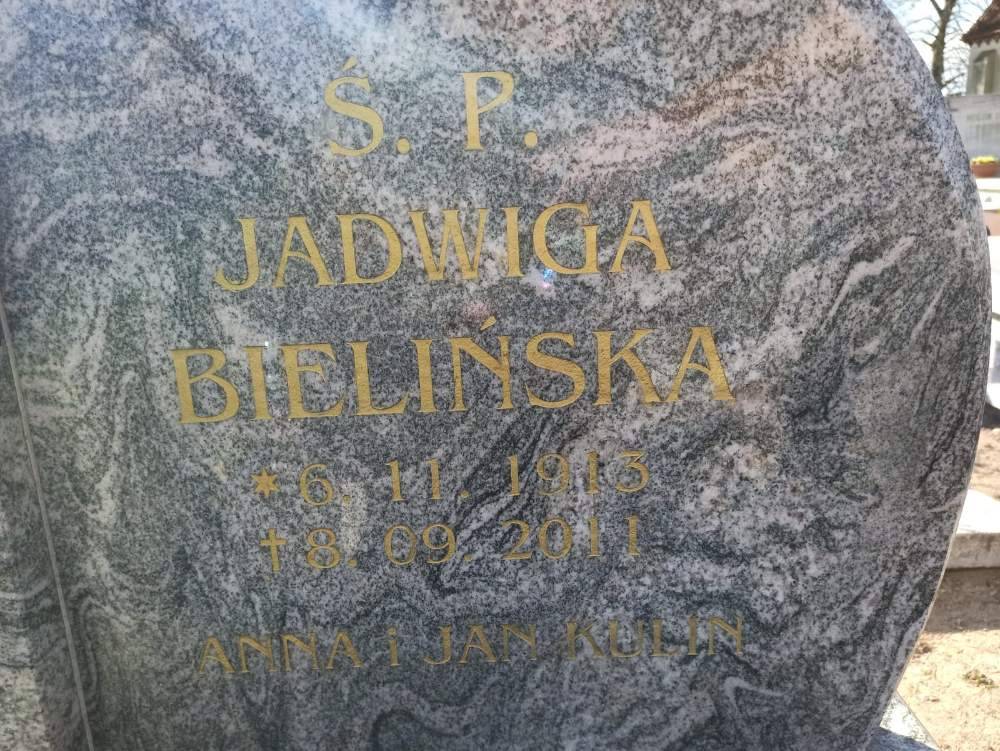 Ś. P.
JADWIGA
BIELIŃSKA
* 6. 11. 1913
† 8. 09. 2011
ANNA i JAN KULIN